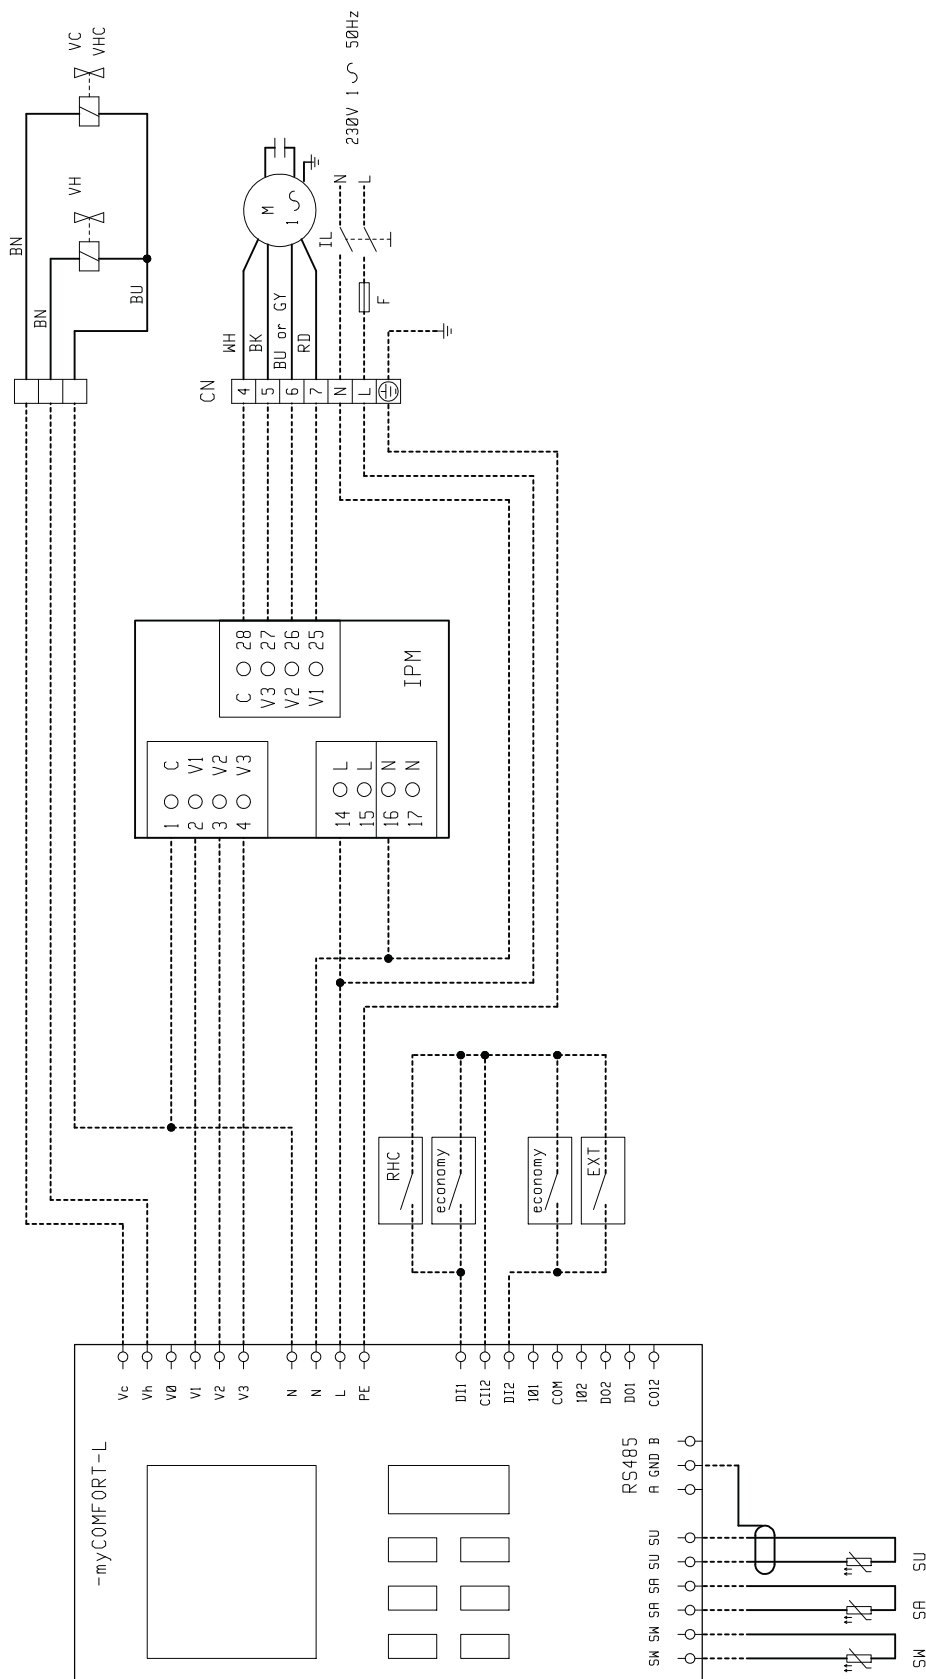 VC
VHC
VH
BN
BN
BU
M
1
230V 1 50Hz
N
L
IL
F
WH
BK
BU or GY
RD
CN
4
5
6
7
N
L
C 28
V3 27
V2 26
V1 25
IPM
1 C
2 V1
3 V2
4 V3
14 L
15 L
16 N
17 N
RHC
economy
economy
EXT
Vc
Vh
V0
V1
V2
V3
N
N
L
PE
DI1
CI12
DI2
101
COM
102
DO2
DO1
CO12
-myCOMFORT-L
RS485
A GND B
SW SW SA SA SU SU
SW
SA
SU